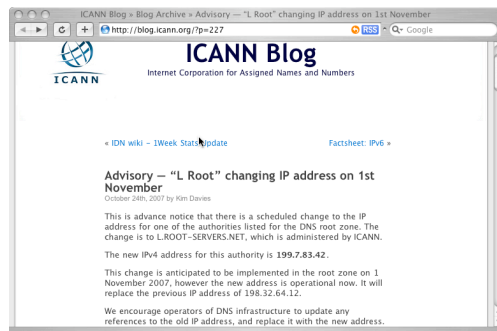 ICANN Blog » Blog Archive » Advisory — “L Root” changing IP address on 1st November
http://blog.icann.org/?p=227
RSS
Google
ICANN
ICANN Blog
Internet Corporation for Assigned Names and Numbers
« IDN wiki – 1Week Stats Update
Factsheet: IPv6 »
Advisory — “L Root” changing IP address on 1st
November
October 24th, 2007 by Kim Davies
This is advance notice that there is a scheduled change to the IP
address for one of the authorities listed for the DNS root zone. The
change is to L.ROOT-SERVERS.NET, which is administered by ICANN.
The new IPv4 address for this authority is 199.7.83.42.
This change is anticipated to be implemented in the root zone on 1
November 2007, however the new address is operational now. It will
replace the previous IP address of 198.32.64.12.
We encourage operators of DNS infrastructure to update any
references to the old IP address, and replace it with the new address.